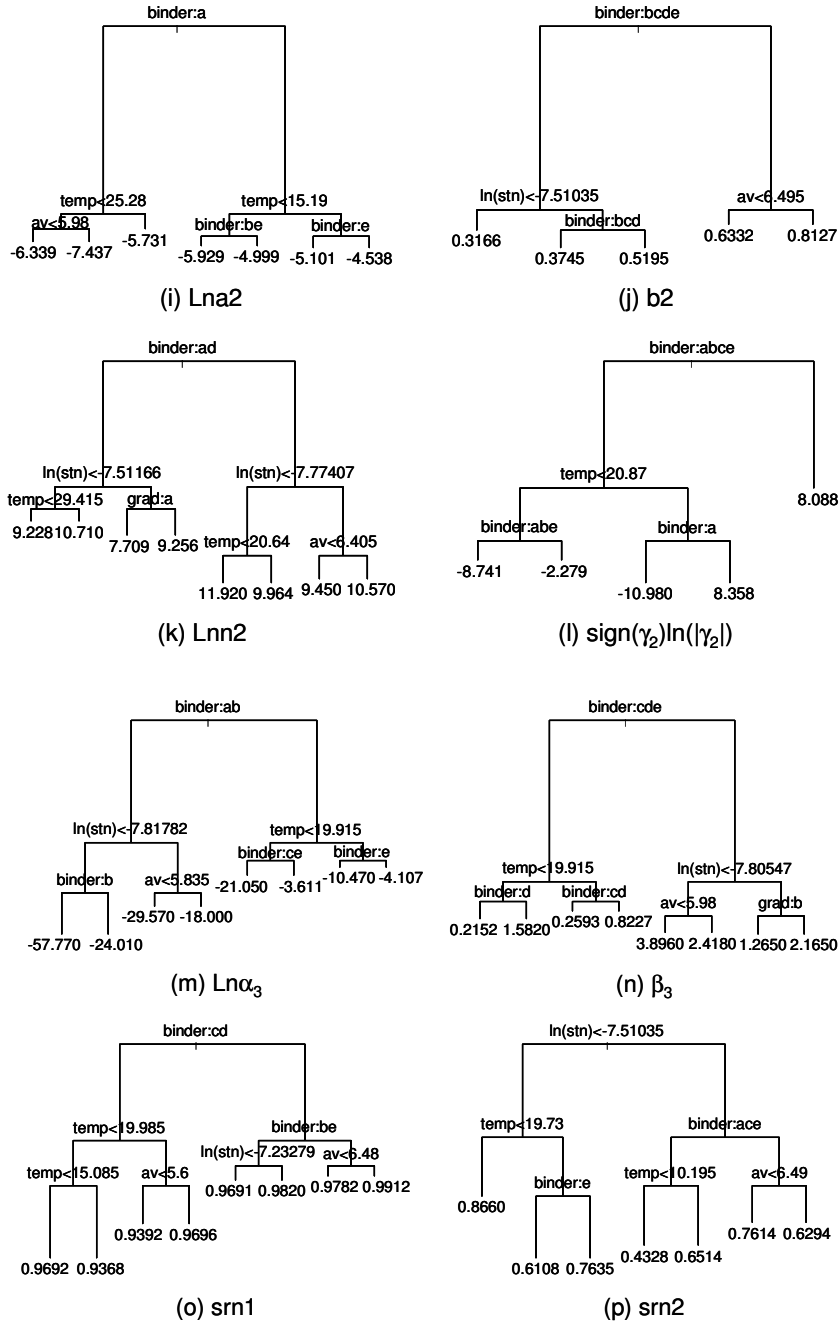 binder:a
temp<25.28 temp<15.19
av<5.98 binder:be binder:e
-6.339 -7.437 -5.731 -5.929 -4.999 -5.101 -4.538
(i) Lna2
binder:bcde
ln(stn)<-7.51035 av<6.495
binder:bcd
0.3166 0.6332 0.8127
0.3745 0.5195
(j) b2
binder:ad
ln(stn)<-7.51166 ln(stn)<-7.77407
temp<29.415 grad:a
9.228 10.710
7.709 9.256 temp<20.64 av<6.405
11.920 9.964 9.450 10.570
(k) Lnn2
binder:abce
temp<20.87
8.088
binder:abe binder:a
-8.741 -2.279
-10.980 8.358
(l) sign(γ₂)ln(|γ₂|)
binder:ab
ln(stn)<-7.81782 temp<19.915
binder:ce binder:e
binder:b av<5.835 -21.050 -3.611 -10.470 -4.107
-29.570 -18.000
-57.770 -24.010
(m) Lnα₃
binder:cde
temp<19.915 ln(stn)<-7.80547
binder:d binder:cd av<5.98 grad:b
0.2152 1.5820 0.2593 0.8227
3.8960 2.4180 1.2650 2.1650
(n) β₃
binder:cd
temp<19.985 binder:be
ln(stn)<-7.23279 av<6.48
temp<15.085 av<5.6 0.9691 0.9820 0.9782 0.9912
0.9392 0.9696
0.9692 0.9368
(o) srn1
ln(stn)<-7.51035
temp<19.73 binder:ace
temp<10.195 av<6.49
binder:e
0.8660
0.7614 0.6294
0.4328 0.6514
0.6108 0.7635
(p) srn2